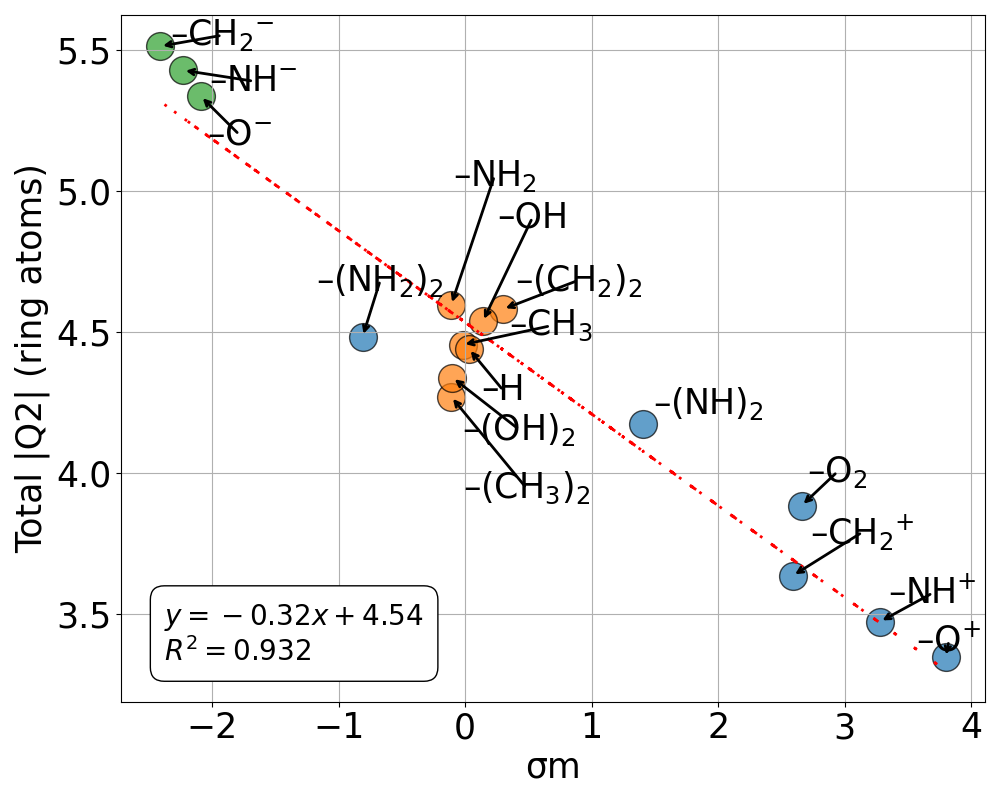 –CH₂⁻
5.5
–NH⁻
–O⁻
–NH₂
5.0
–OH
–(NH₂)₂
–(CH₂)₂
4.5
–CH₃
–H
–(NH)₂
–(OH)₂
–(CH₃)₂
4.0
–O₂
–CH₂⁺
–NH⁺
3.5
–O⁺
y = −0.32x + 4.54
R² = 0.932
Total |Q2| (ring atoms)
−2 −1 0 1 2 3 4
σm